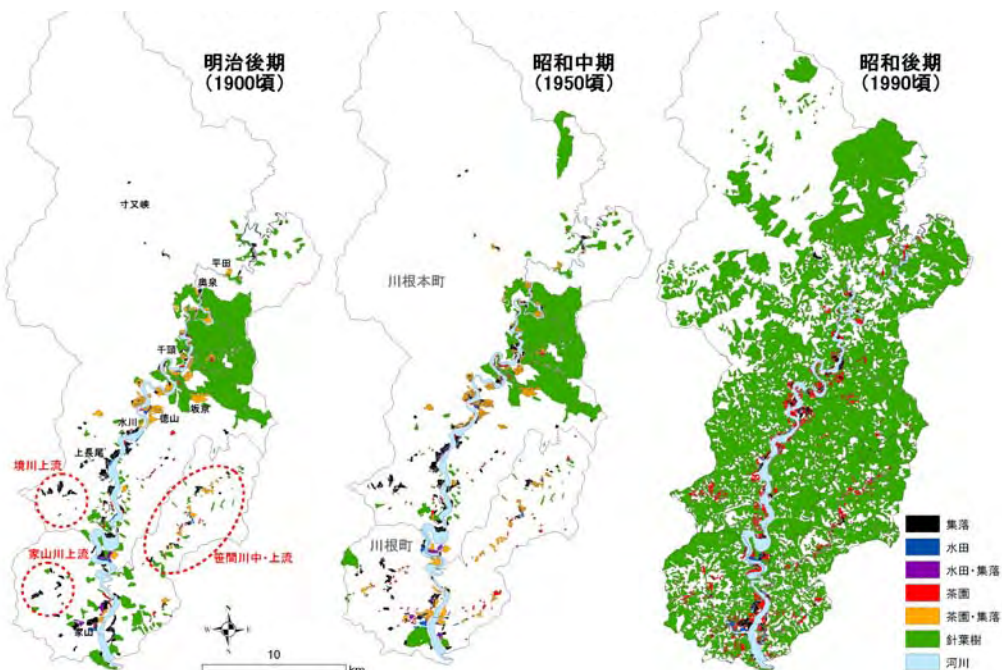 明治後期
(1900頃)
昭和中期
(1950頃)
昭和後期
(1990頃)
寸又峡
平田
奥泉
千頭
坂京
徳山
水川
上長尾
境川上流
家山川上流
笹間川中・上流
家山
W
E
10
km
川根本町
川根町
集落
水田
水田・集落
茶園
茶園・集落
針葉樹
河川